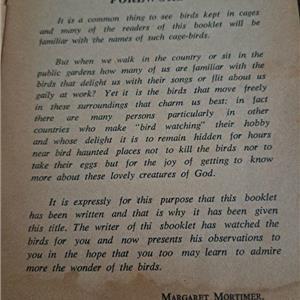 FOREWORD
It is a common thing to see birds kept in cages
and many of the readers of this booklet will be
familiar with the names of such cage-birds.
But when we walk in the country or sit in the
public gardens how many of us are familiar with the
birds that delight us with their songs or flit about us
gaily at work? Yet it is the birds that move freely
in these surroundings that charm us best; in fact
there are many persons particularly in other
countries who make "bird watching" their hobby
and whose delight it is to remain hidden for hours
near bird haunted places not to kill the birds nor to
take their eggs but for the joy of getting to know
more about these lovely creatures of God.
It is expressly for this purpose that this booklet
has been written and that is why it has been given
this title. The writer of thi sbooklet has watched the
birds for you and now presents his observations to
you in the hope that you too may learn to admire
more the wonder of the birds.
MARGARET MORTIMER.